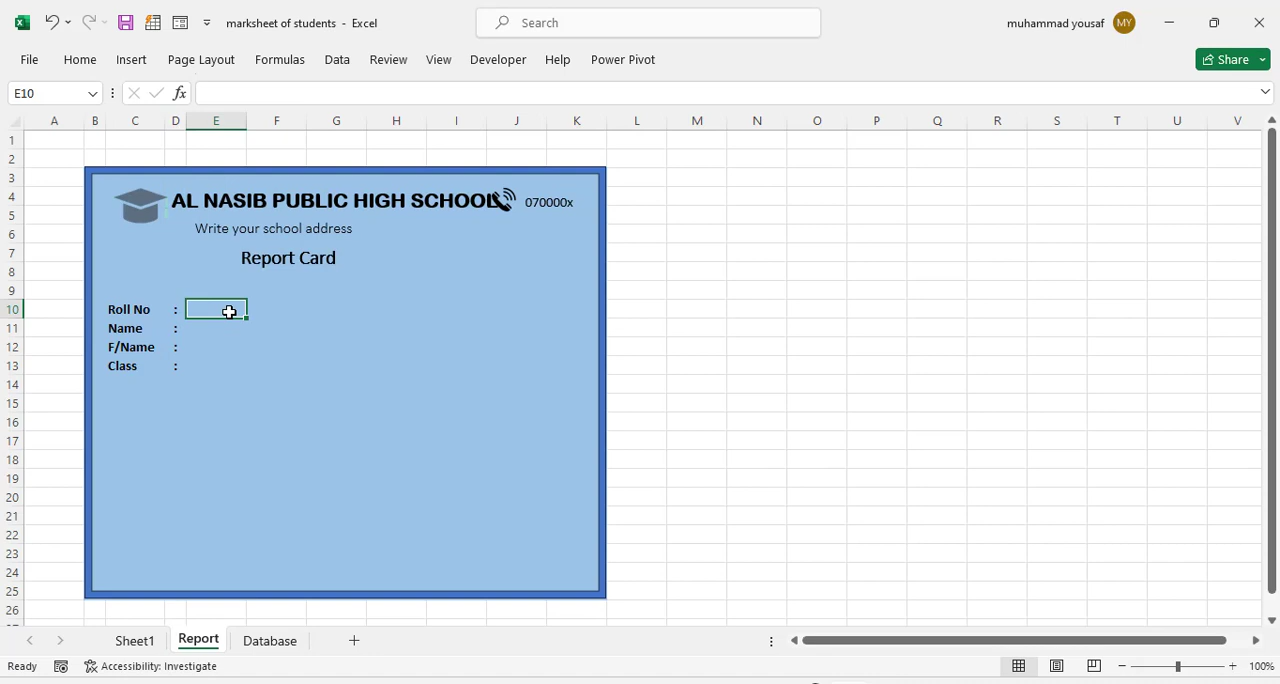 marksheet of students - Excel
Search
muhammad yousaf MY
File Home Insert Page Layout Formulas Data Review View Developer Help Power Pivot
Share
E10
fx
A B C D E F G H I J K L M N O P Q R S T U V
1
2
3
4
5
6
7
8
9
10
11
12
13
14
15
16
17
18
19
20
21
22
23
24
25
26
AL NASIB PUBLIC HIGH SCHOOL 070000x
Write your school address
Report Card
Roll No :
Name :
F/Name :
Class :
Sheet1 Report Database
Ready
Accessibility: Investigate
100%